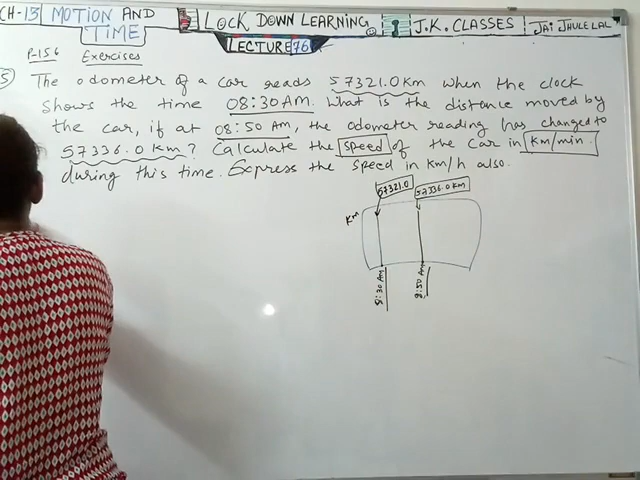 CH-13 MOTION AND TIME
LOCK DOWN LEARNING
LECTURE 76
J.K. CLASSES
JAI JHULELAL
P-156 Exercises
5 The odometer of a car reads 57321.0 Km when the clock
shows the time 08:30 AM. What is the distance moved by
the car, if at 08:50 AM, the odometer reading has changed to
57336.0 Km? Calculate the speed of the car in Km/min.
during this time. Express the speed in Km/h also.
57321.0
57336.0 Km
Km
8:30 AM
8:50 AM